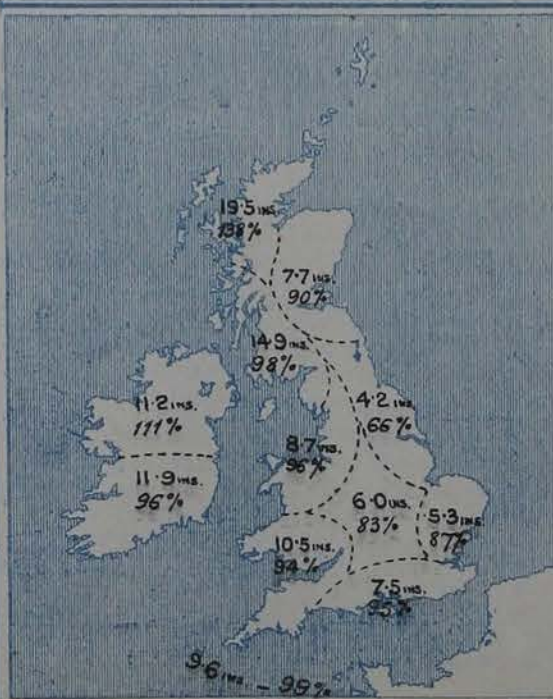 19.5 INS.
138%
7.7 INS.
90%
14.9 INS.
98%
11.2 INS.
111%
4.2 INS.
66%
8.7 INS.
96%
11.9 INS.
96%
6.0 INS.
83%
5.3 INS.
87%
10.5 INS.
94%
7.5 INS.
95%
9.6 INS. - 99%